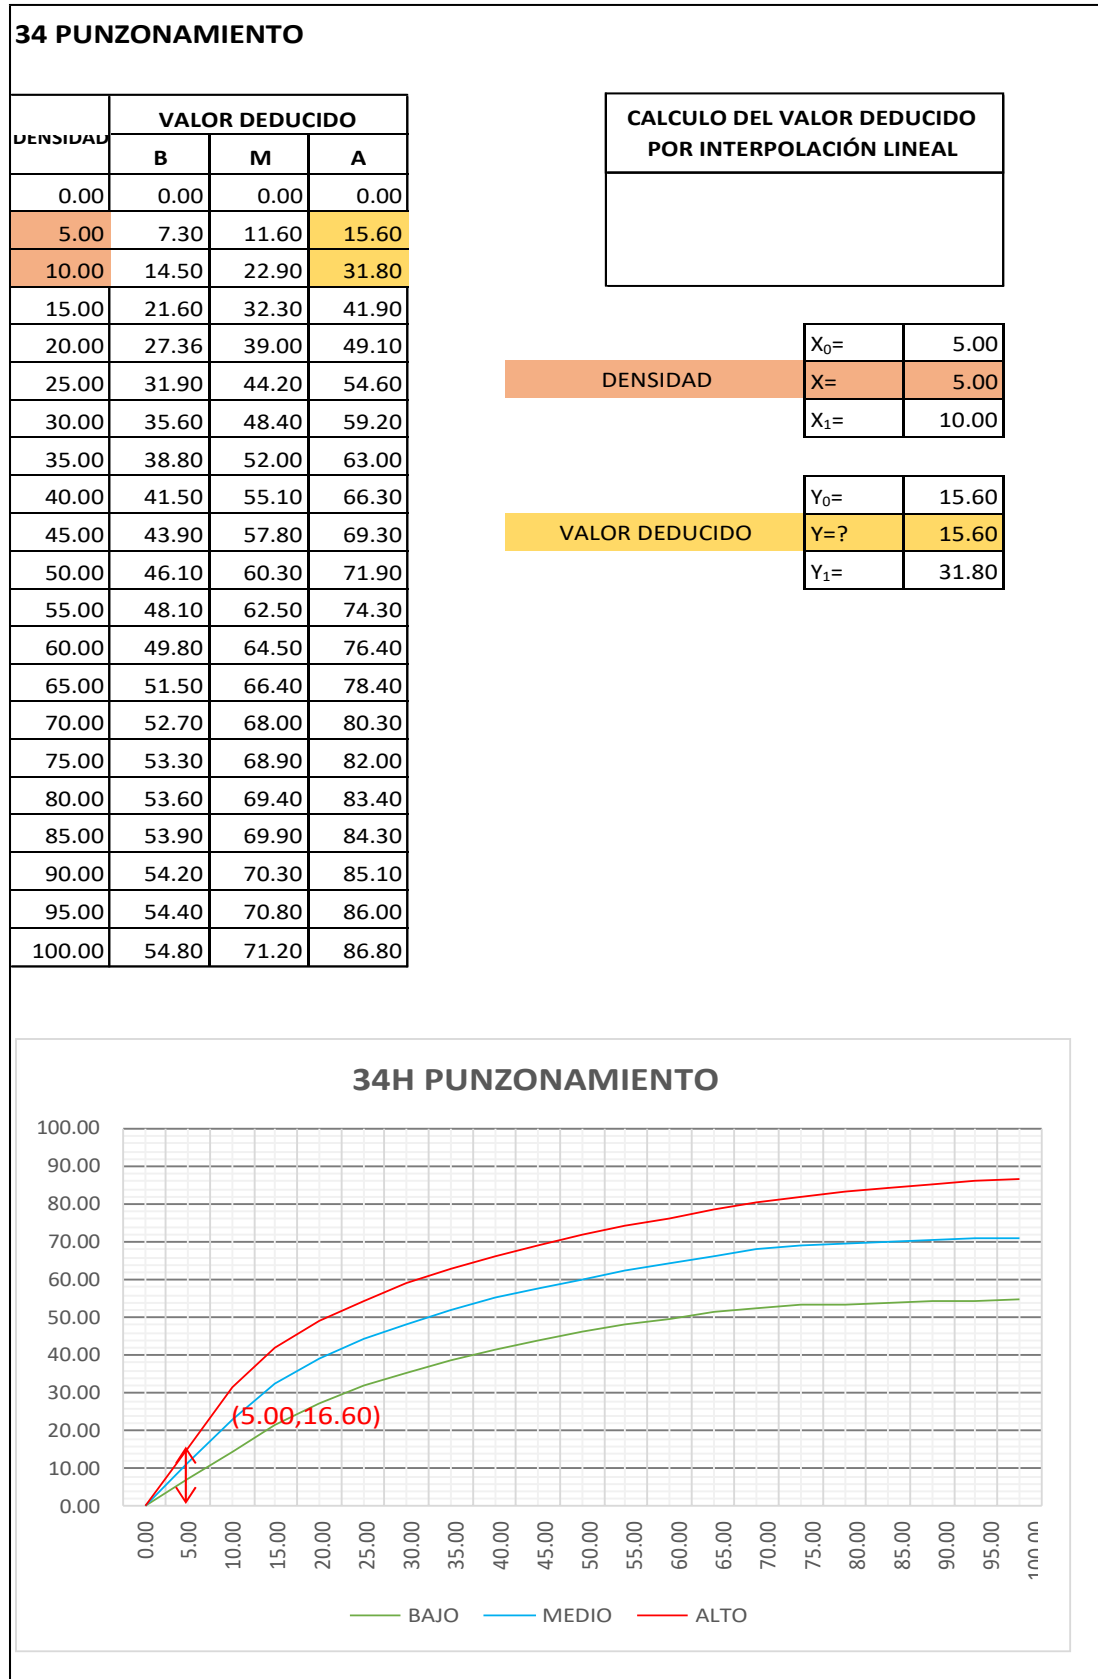 34 PUNZONAMIENTO
DENSIDAD VALOR DEDUCIDO
B M A
0.00 0.00 0.00 0.00
5.00 7.30 11.60 15.60
10.00 14.50 22.90 31.80
15.00 21.60 32.30 41.90
20.00 27.36 39.00 49.10
25.00 31.90 44.20 54.60
30.00 35.60 48.40 59.20
35.00 38.80 52.00 63.00
40.00 41.50 55.10 66.30
45.00 43.90 57.80 69.30
50.00 46.10 60.30 71.90
55.00 48.10 62.50 74.30
60.00 49.80 64.50 76.40
65.00 51.50 66.40 78.40
70.00 52.70 68.00 80.30
75.00 53.30 68.90 82.00
80.00 53.60 69.40 83.40
85.00 53.90 69.90 84.30
90.00 54.20 70.30 85.10
95.00 54.40 70.80 86.00
100.00 54.80 71.20 86.80
CALCULO DEL VALOR DEDUCIDO
POR INTERPOLACIÓN LINEAL
X₀= 5.00
DENSIDAD X= 5.00
X₁= 10.00
Y₀= 15.60
VALOR DEDUCIDO Y=? 15.60
Y₁= 31.80
34H PUNZONAMIENTO
100.00
90.00
80.00
70.00
60.00
50.00
40.00
30.00
20.00
10.00
0.00
(5.00,16.60)
0.00 5.00 10.00 15.00 20.00 25.00 30.00 35.00 40.00 45.00 50.00 55.00 60.00 65.00 70.00 75.00 80.00 85.00 90.00 95.00 100.00
BAJO MEDIO ALTO